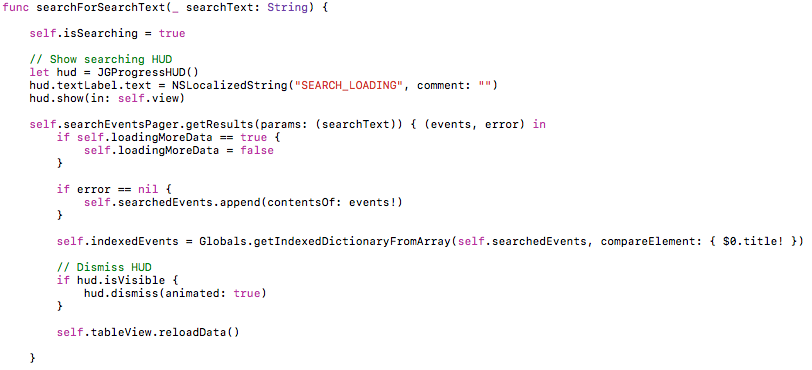 func searchForSearchText(_ searchText: String) {
self.isSearching = true
// Show searching HUD
let hud = JGProgressHUD()
hud.textLabel.text = NSLocalizedString("SEARCH_LOADING", comment: "")
hud.show(in: self.view)
self.searchEventsPager.getResults(params: (searchText)) { (events, error) in
if self.loadingMoreData == true {
self.loadingMoreData = false
}
if error == nil {
self.searchedEvents.append(contentsOf: events!)
}
self.indexedEvents = Globals.getIndexedDictionaryFromArray(self.searchedEvents, compareElement: { $0.title! })
// Dismiss HUD
if hud.isVisible {
hud.dismiss(animated: true)
}
self.tableView.reloadData()
}